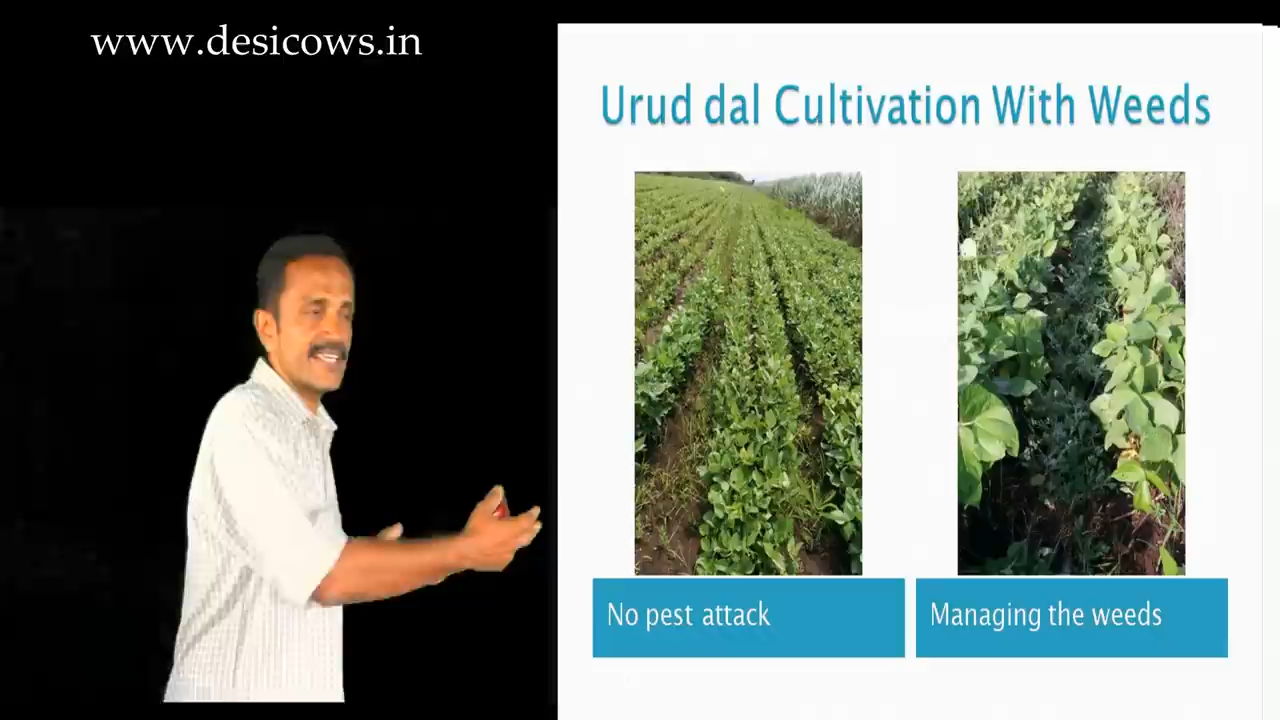 www.desicows.in
Urud dal Cultivation With Weeds
No pest attack
Managing the weeds